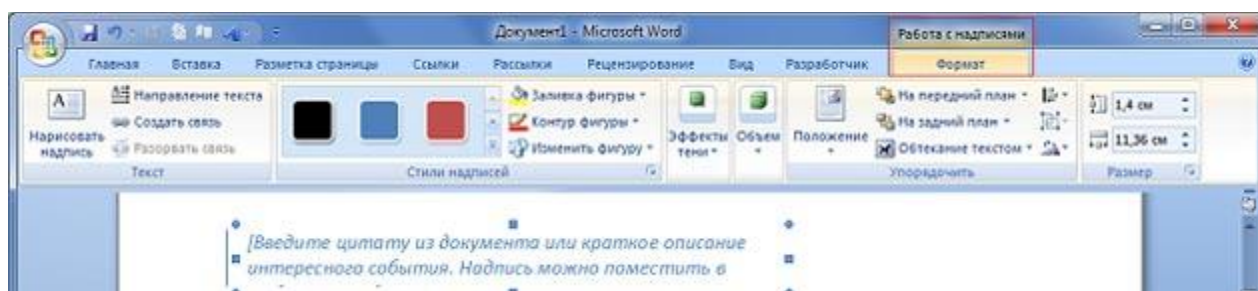 Документ1 - Microsoft Word
Работа с надписями
Главная Вставка Разметка страницы Ссылки Рассылки Рецензирование Вид Разработчик Формат
A
Нарисовать надпись
Направление текста
Создать связь
Разорвать связь
Текст
Заливка фигуры
Контур фигуры
Изменить фигуру
Стили надписей
Эффекты тени
Объем
Положение
На передний план
На задний план
Обтекание текстом
Упорядочить
1,4 см
11,36 см
Размер
[Введите цитату из документа или краткое описание
интересного события. Надпись можно поместить в